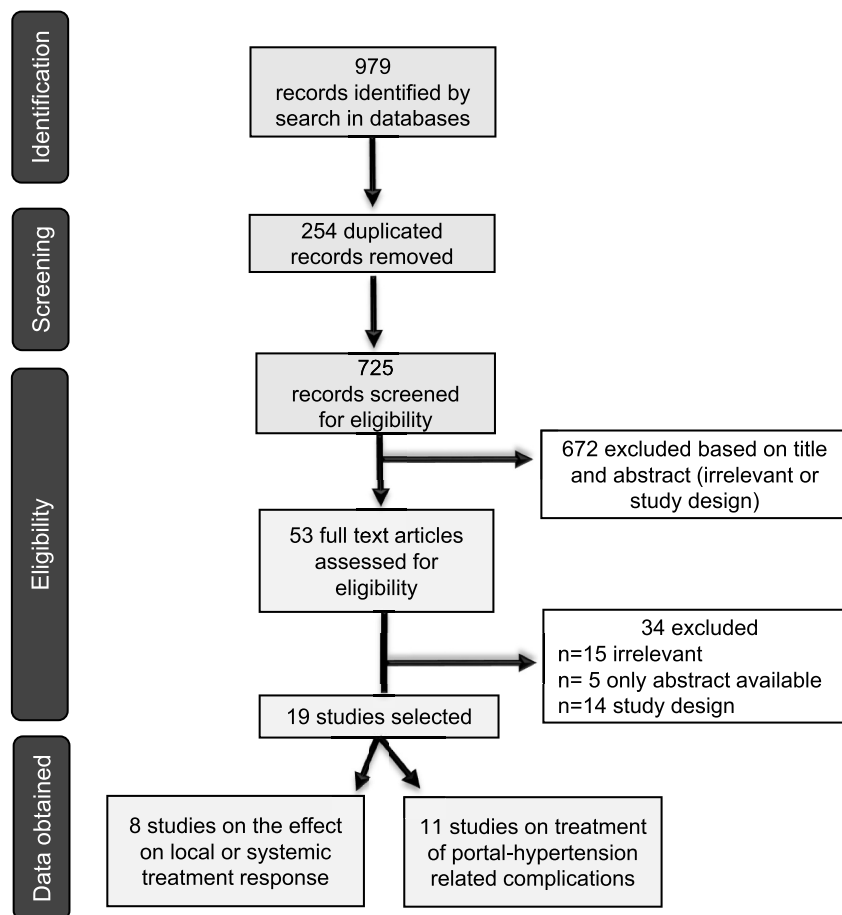 Identification
979
records identified by
search in databases
Screening
254 duplicated
records removed
Eligibility
725
records screened
for eligibility
672 excluded based on title
and abstract (irrelevant or
study design)
53 full text articles
assessed for
eligibility
34 excluded
n=15 irrelevant
n= 5 only abstract available
n=14 study design
19 studies selected
Data obtained
8 studies on the effect
on local or systemic
treatment response
11 studies on treatment
of portal-hypertension
related complications